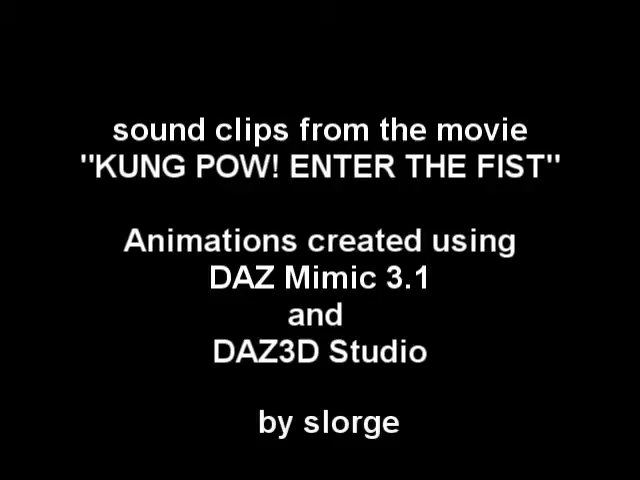 sound clips from the movie
"KUNG POW! ENTER THE FIST"
Animations created using
DAZ Mimic 3.1
and
DAZ3D Studio
by slorge